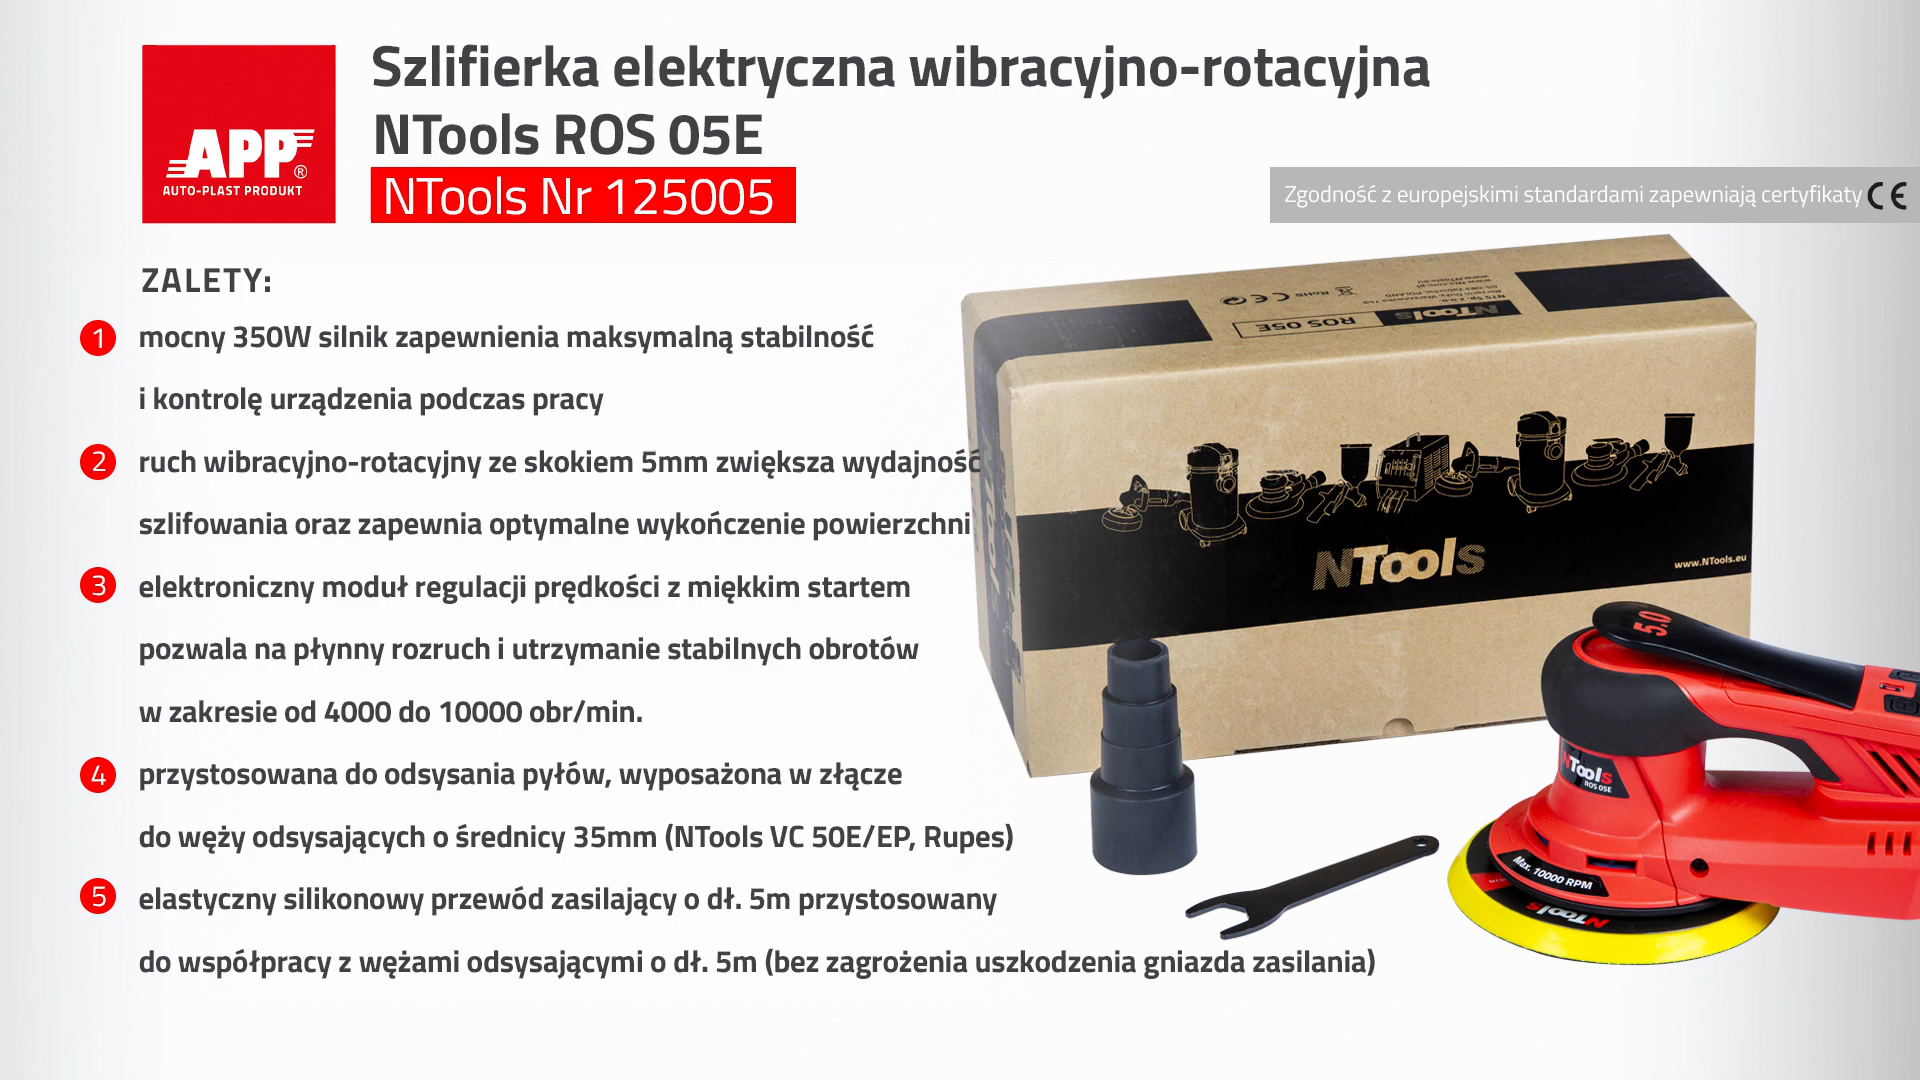 Szlifierka elektryczna wibracyjno-rotacyjna
NTools ROS 05E
NTools Nr 125005
APP®
AUTO-PLAST PRODUKT
Zgodność z europejskimi standardami zapewniają certyfikaty CE
ZALETY:
1 mocny 350W silnik zapewnienia maksymalną stabilność
i kontrolę urządzenia podczas pracy
2 ruch wibracyjno-rotacyjny ze skokiem 5mm zwiększa wydajność
szlifowania oraz zapewnia optymalne wykończenie powierzchni
3 elektroniczny moduł regulacji prędkości z miękkim startem
pozwala na płynny rozruch i utrzymanie stabilnych obrotów
w zakresie od 4000 do 10000 obr/min.
4 przystosowana do odsysania pyłów, wyposażona w złącze
do węży odsysających o średnicy 35mm (NTools VC 50E/EP, Rupes)
5 elastyczny silikonowy przewód zasilający o dł. 5m przystosowany
do współpracy z wężami odsysającymi o dł. 5m (bez zagrożenia uszkodzenia gniazda zasilania)
CE RoHS
NTools ROS 05E
NTools
www.NTools.eu
5.0
NTools
ROS 05E
Max. 10000 RPM
NTools